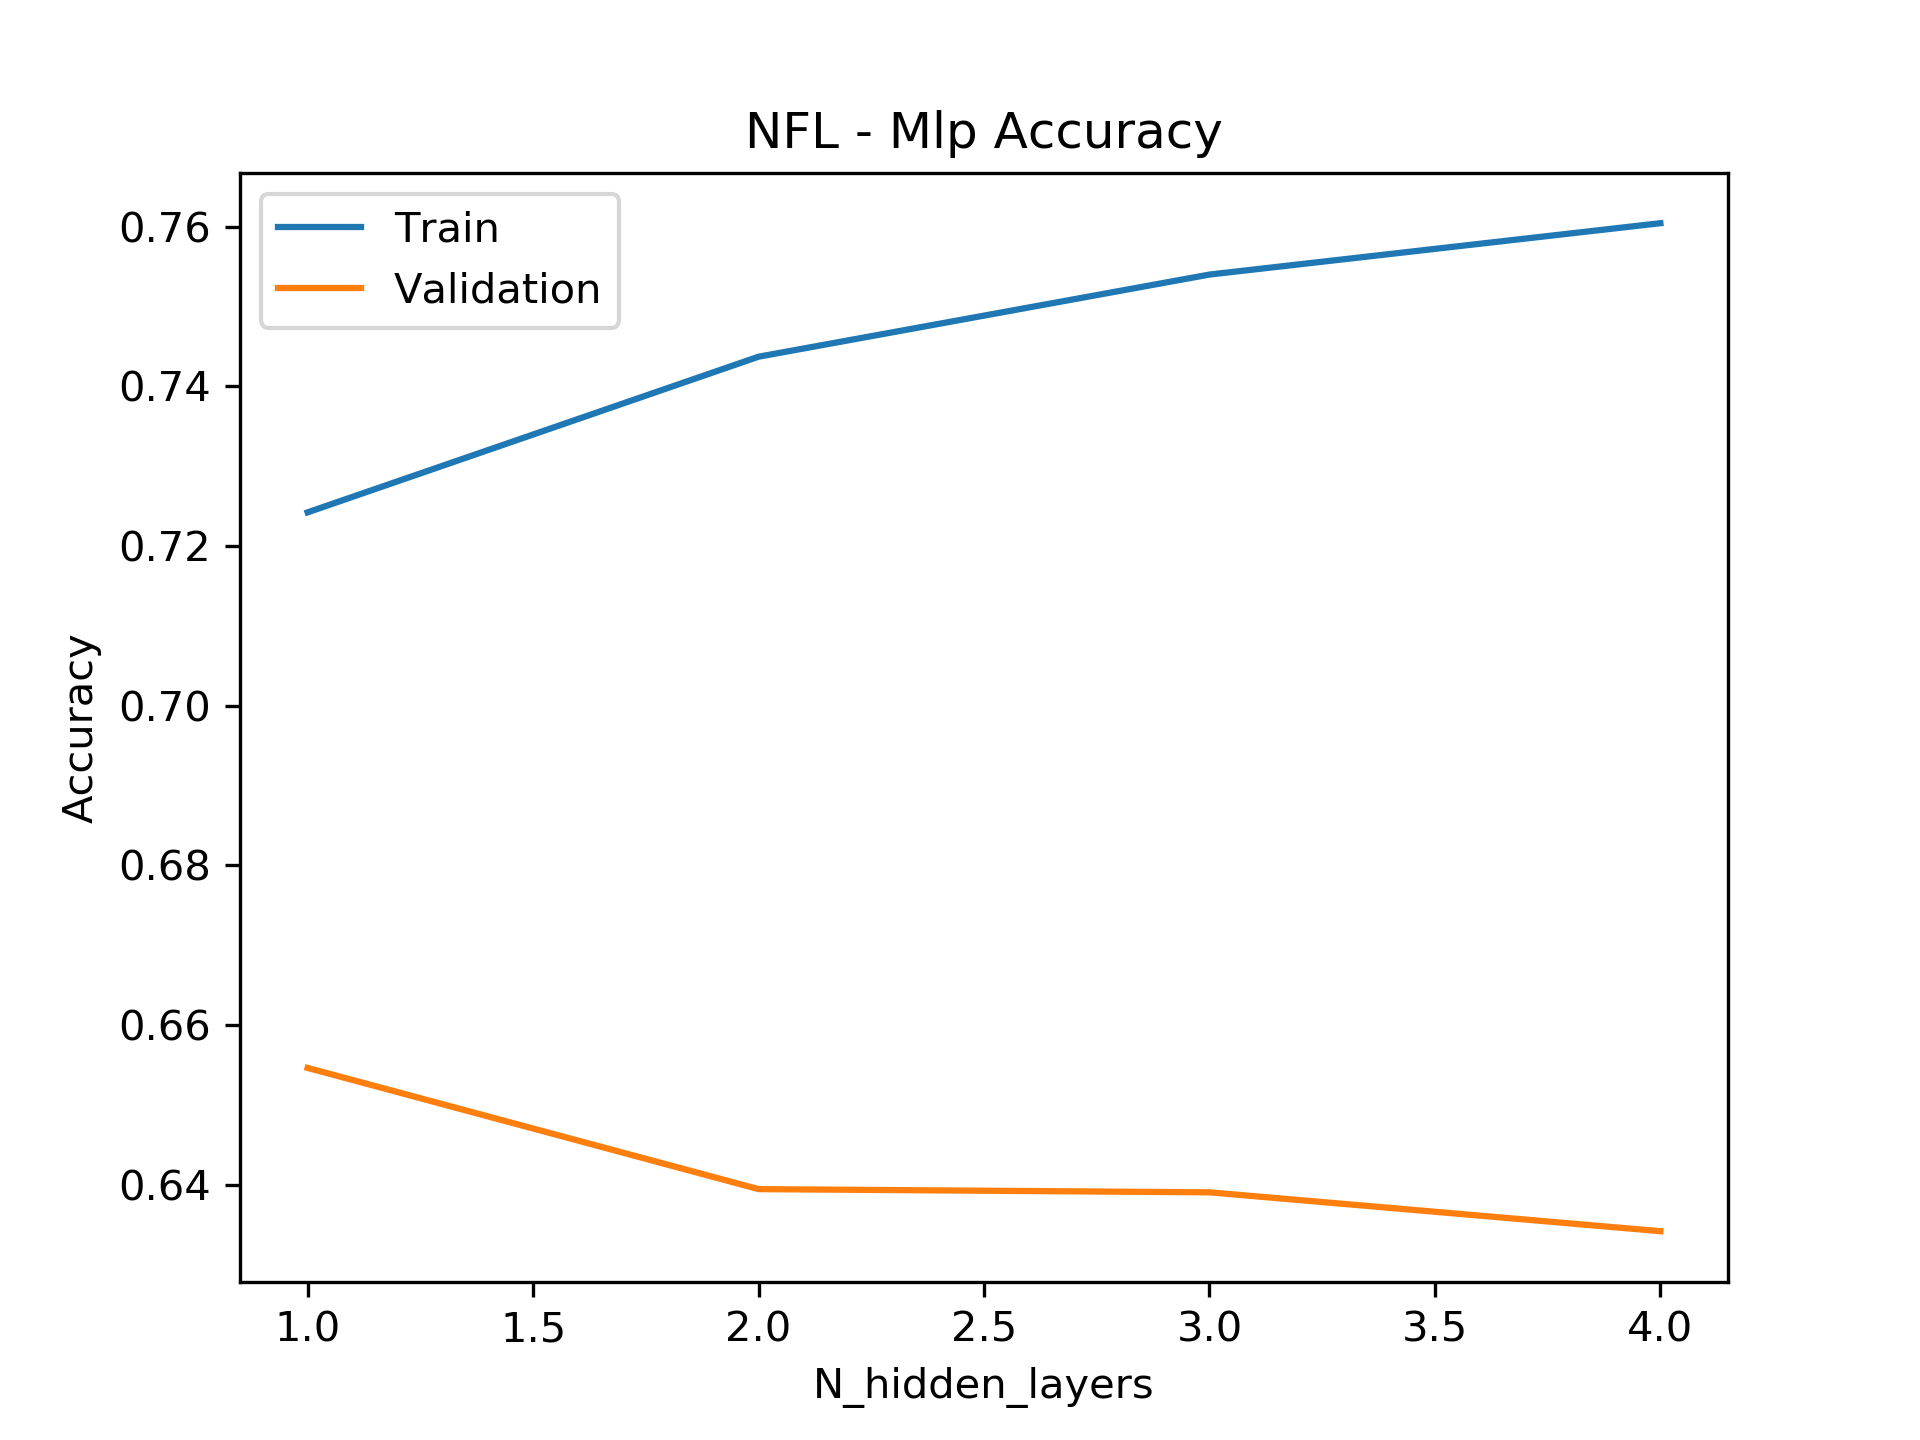 NFL - Mlp Accuracy
Train
Validation
0.76
0.74
0.72
0.70
0.68
0.66
0.64
Accuracy
1.0 1.5 2.0 2.5 3.0 3.5 4.0
N_hidden_layers